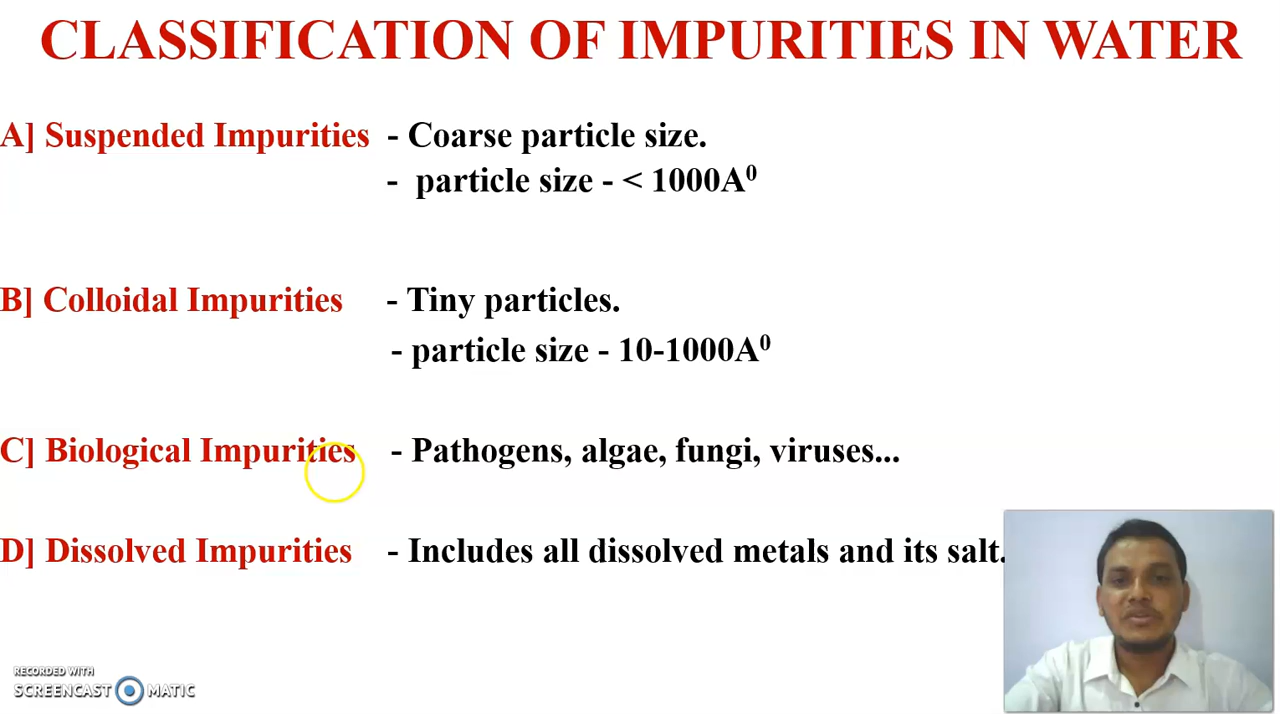 CLASSIFICATION OF IMPURITIES IN WATER
A] Suspended Impurities - Coarse particle size.
- particle size - < 1000A⁰
B] Colloidal Impurities - Tiny particles.
- particle size - 10-1000A⁰
C] Biological Impurities - Pathogens, algae, fungi, viruses...
D] Dissolved Impurities - Includes all dissolved metals and its salt.
RECORDED WITH
SCREENCAST MATIC